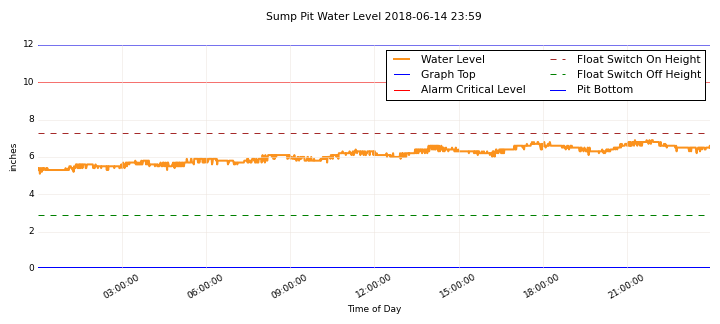 Sump Pit Water Level 2018-06-14 23:59
12
10
8
6
4
2
0
inches
Water Level
Graph Top
Alarm Critical Level
Float Switch On Height
Float Switch Off Height
Pit Bottom
03:00:00
06:00:00
09:00:00
12:00:00
15:00:00
18:00:00
21:00:00
Time of Day